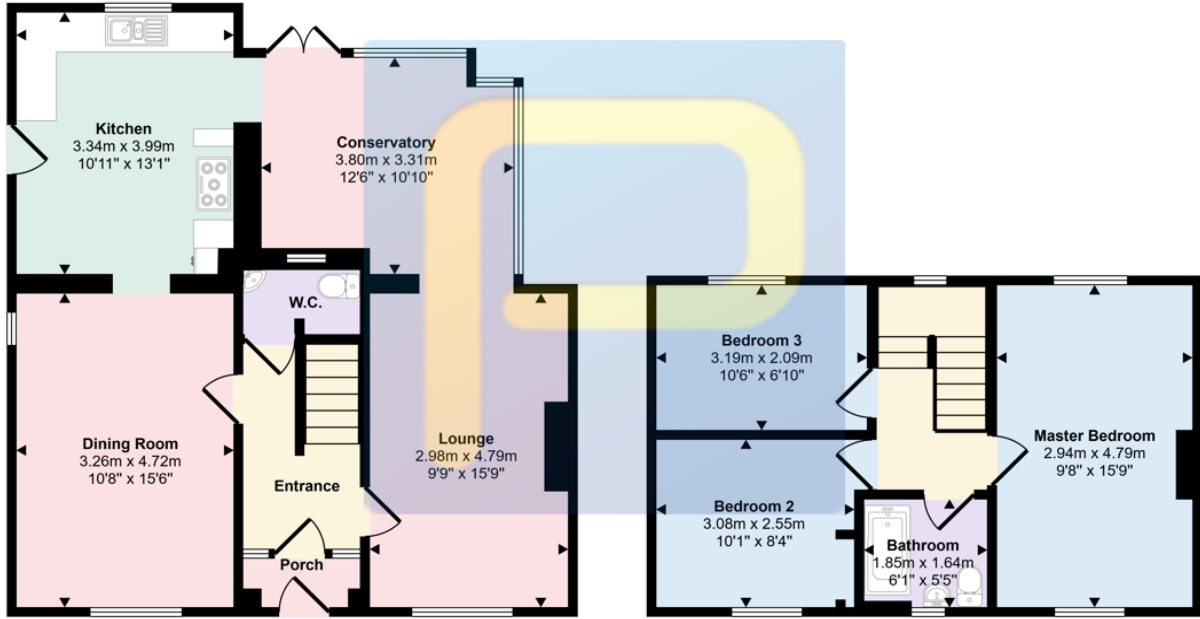 Kitchen
3.34m x 3.99m
10'11" x 13'1"
Conservatory
3.80m x 3.31m
12'6" x 10'10"
W.C.
Dining Room
3.26m x 4.72m
10'8" x 15'6"
Entrance
Porch
Lounge
2.98m x 4.79m
9'9" x 15'9"
Bedroom 3
3.19m x 2.09m
10'6" x 6'10"
Bedroom 2
3.08m x 2.55m
10'1" x 8'4"
Bathroom
1.85m x 1.64m
6'1" x 5'5"
Master Bedroom
2.94m x 4.79m
9'8" x 15'9"